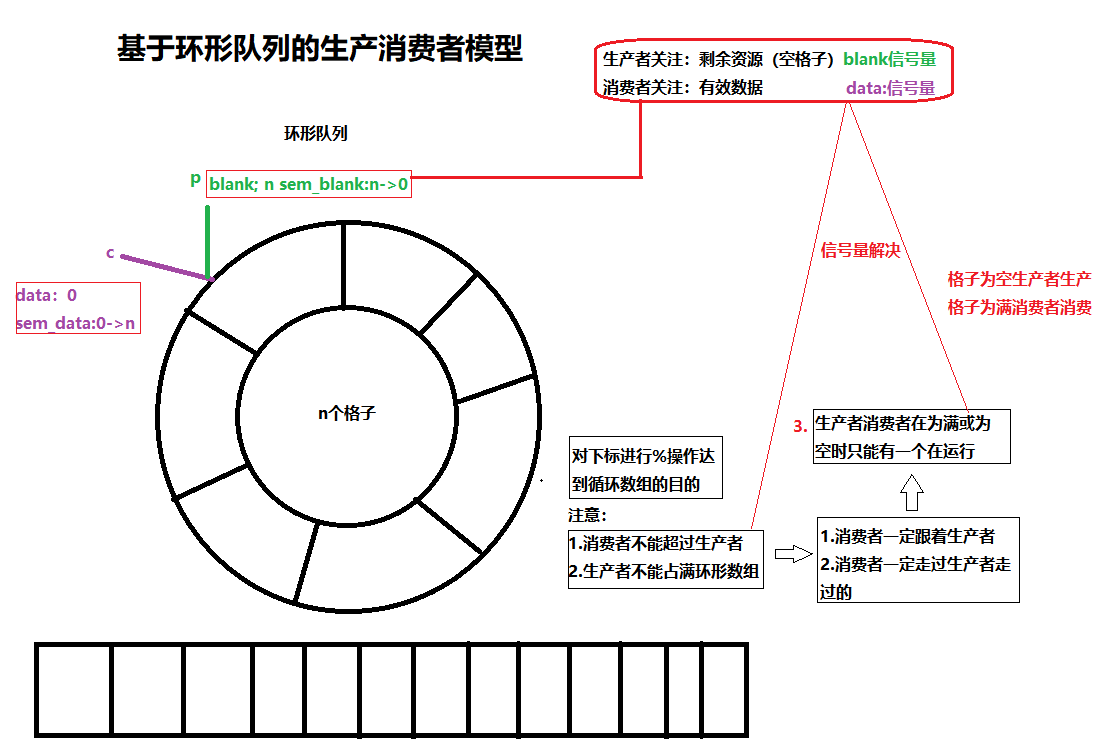 基于环形队列的生产消费者模型
生产者关注：剩余资源（空格子）blank信号量
消费者关注：有效数据 data:信号量
环形队列
p
blank; n sem_blank:n->0
c
data：0
sem_data:0->n
信号量解决
格子为空生产者生产
格子为满消费者消费
n个格子
3.
生产者消费者在为满或为
空时只能有一个在运行
对下标进行%操作达
到循环数组的目的
注意：
1.消费者不能超过生产者
2.生产者不能占满环形数组
1.消费者一定跟着生产者
2.消费者一定走过生产者走
过的